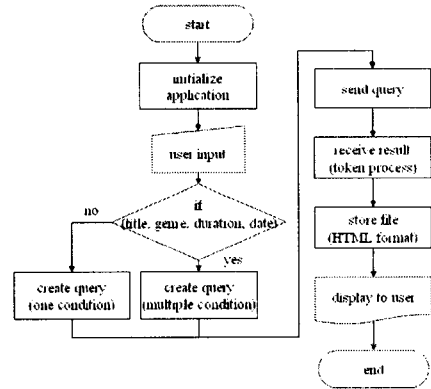 start
initialize
application
user input
if
(title, genre, duration, date)
no
yes
create query
(one condition)
create query
(multiple condition)
send query
receive result
(token process)
store file
(HTML format)
display to user
end